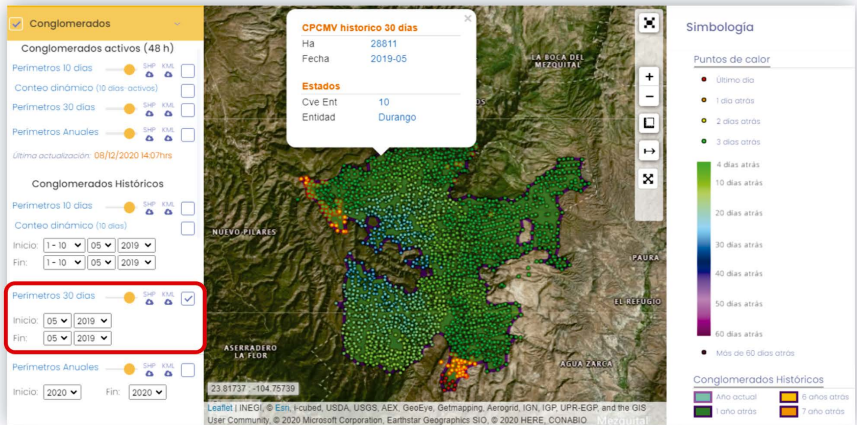 Conglomerados
Conglomerados activos (48 h)
Perímetros 10 días SHP KML
Conteo dinámico (10 días-activos)
Perímetros 30 días SHP KML
Perímetros Anuales SHP KML
Última actualización: 08/12/2020 14:07hrs
Conglomerados Históricos
Perímetros 10 días SHP KML
Conteo dinámico (10 días)
Inicio: 1 - 10 05 2019
Fin: 1 - 10 05 2019
Perímetros 30 días SHP KML
Inicio: 05 2019
Fin: 05 2019
Perímetros Anuales SHP KML
Inicio: 2020 Fin: 2020
CPCMV historico 30 días
Ha 28811
Fecha 2019-05
Estados
Cve Ent 10
Entidad Durango
LA BOCA DEL
MEZQUITAL
OS
NUEVO PILARES
PAURA
EL REFUGIO
ASERRADERO
LA FLOR
AGUA ZARCA
Mezquital
+
−
23.81737 : -104.75739
Leaflet | INEGI, © Esri, i-cubed, USDA, USGS, AEX, GeoEye, Getmapping, Aerogrid, IGN, IGP, UPR-EGP, and the GIS
User Community, © 2020 Microsoft Corporation, Earthstar Geographics SIO, © 2020 HERE, CONABIO
Simbología
Puntos de calor
Último día
1 día atrás
2 días atrás
3 días atrás
4 días atrás
10 días atrás
20 días atrás
30 días atrás
40 días atrás
50 días atrás
60 días atrás
Más de 60 días atrás
Conglomerados Históricos
Año actual 6 años atrás
1 año atrás 7 año atrás